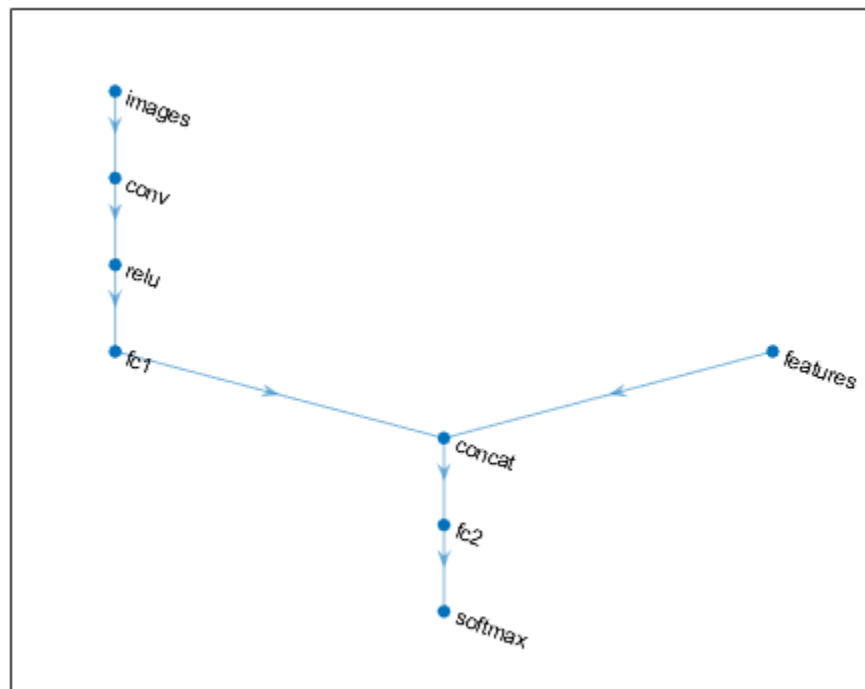 images
conv
relu
fc1
features
concat
fc2
softmax